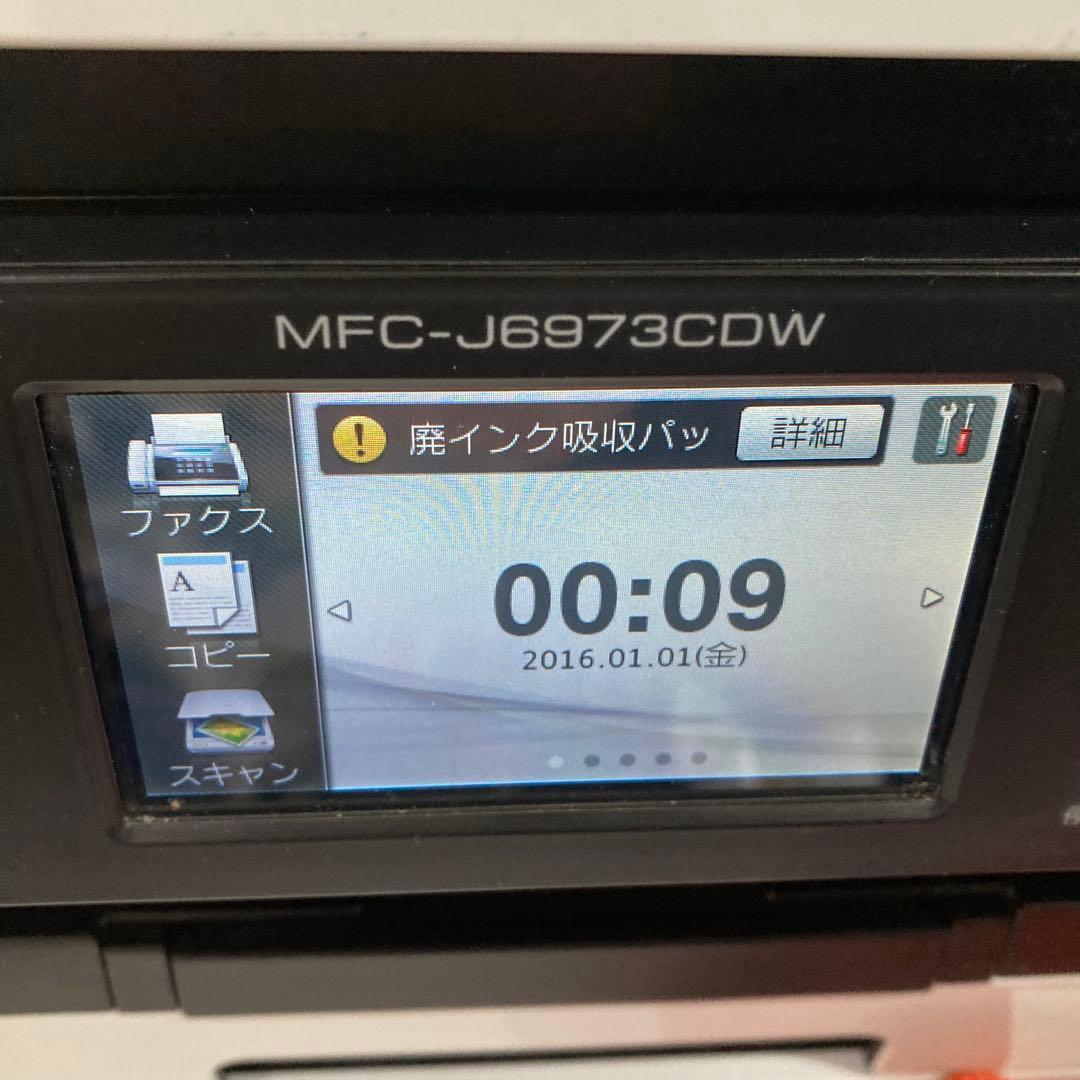 MFC-J6973CDW
廃インク吸収パッ 詳細
ファクス
コピー
スキャン
00:09
2016.01.01(金)